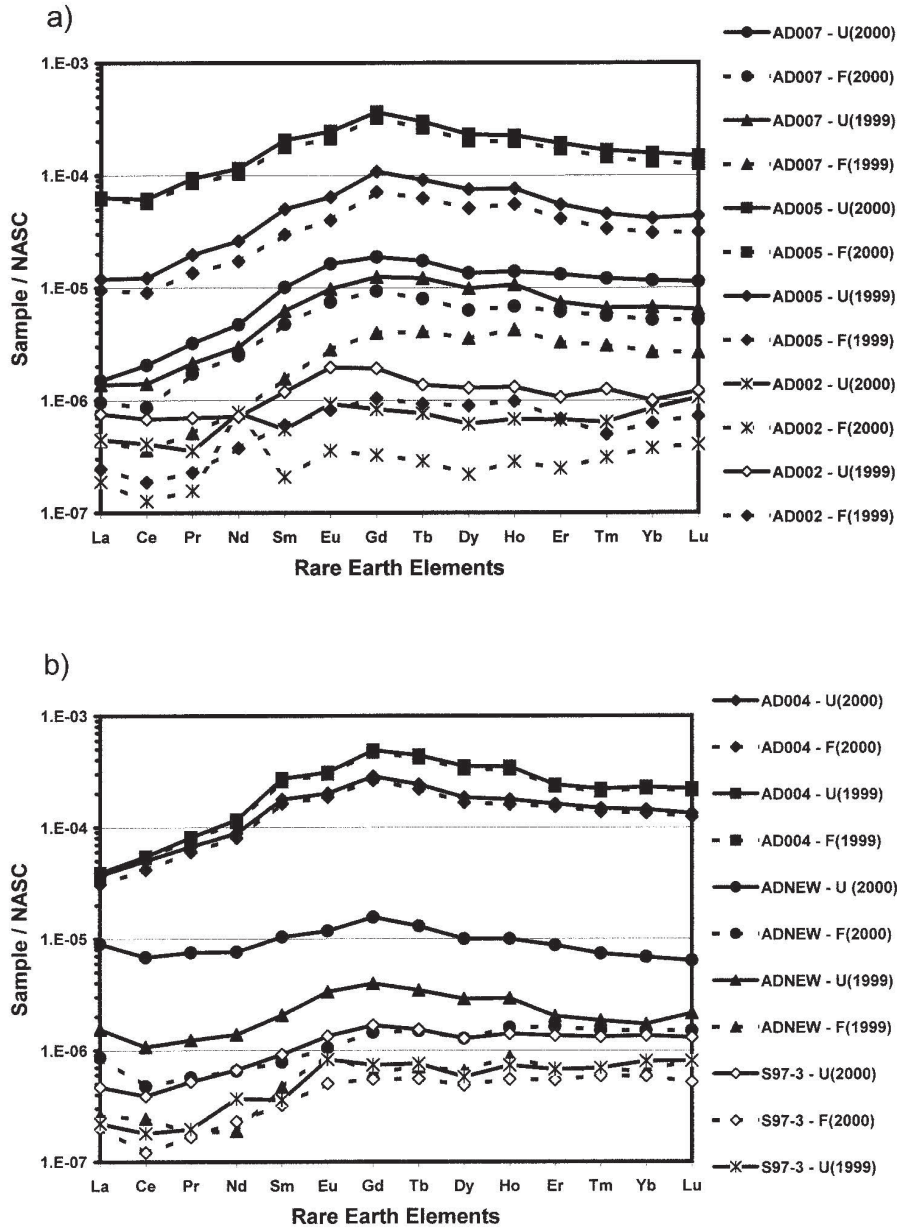 a)
1.E-03
1.E-04
1.E-05
1.E-06
1.E-07
Sample / NASC
La Ce Pr Nd Sm Eu Gd Tb Dy Ho Er Tm Yb Lu
Rare Earth Elements
AD007 - U(2000)
AD007 - F(2000)
AD007 - U(1999)
AD007 - F(1999)
AD005 - U(2000)
AD005 - F(2000)
AD005 - U(1999)
AD005 - F(1999)
AD002 - U(2000)
AD002 - F(2000)
AD002 - U(1999)
AD002 - F(1999)
b)
1.E-03
1.E-04
1.E-05
1.E-06
1.E-07
Sample / NASC
La Ce Pr Nd Sm Eu Gd Tb Dy Ho Er Tm Yb Lu
Rare Earth Elements
AD004 - U(2000)
AD004 - F(2000)
AD004 - U(1999)
AD004 - F(1999)
ADNEW - U (2000)
ADNEW - F(2000)
ADNEW - U(1999)
ADNEW - F(1999)
S97-3 - U(2000)
S97-3 - F(2000)
S97-3 - U(1999)